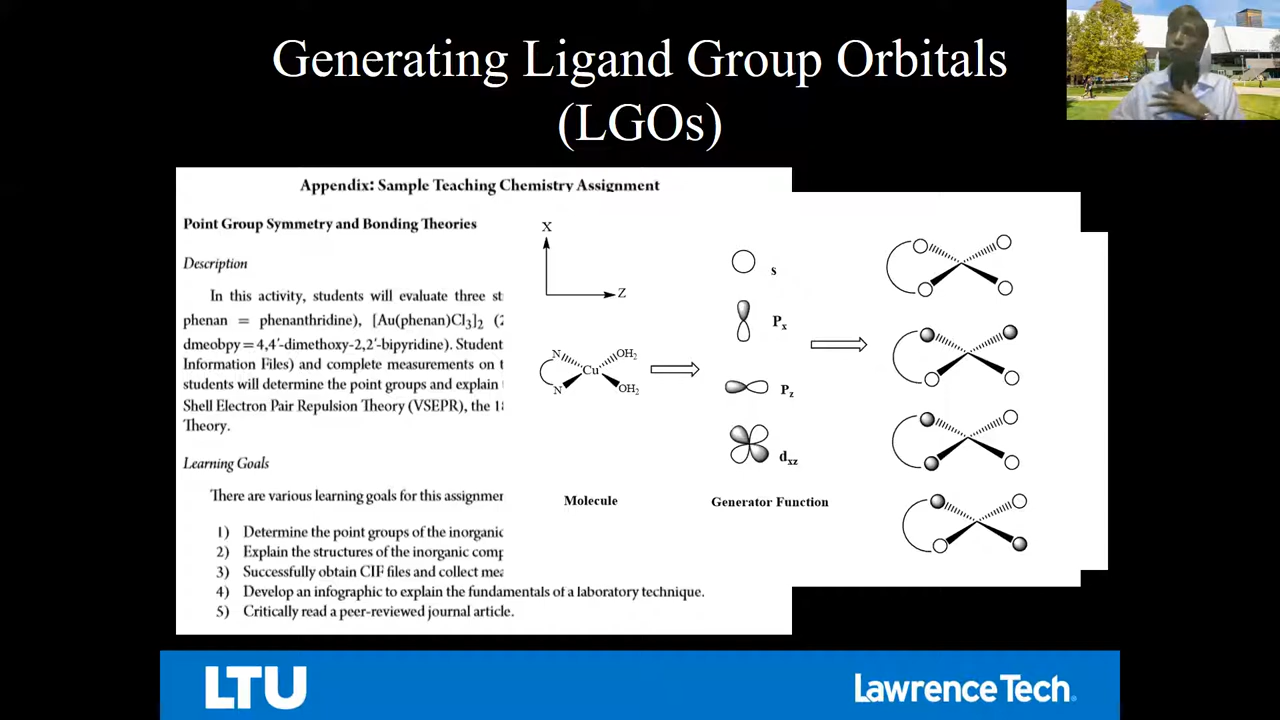 Generating Ligand Group Orbitals
(LGOs)
Appendix: Sample Teaching Chemistry Assignment
Point Group Symmetry and Bonding Theories
Description
In this activity, students will evaluate three st
phenan = phenanthridine), [Au(phenan)Cl3]2 (
dmeobpy = 4,4′-dimethoxy-2,2′-bipyridine). Student
Information Files) and complete measurements on
students will determine the point groups and explain
Shell Electron Pair Repulsion Theory (VSEPR), the
Theory.
Learning Goals
There are various learning goals for this assignmen
1) Determine the point groups of the inorganic
2) Explain the structures of the inorganic comp
3) Successfully obtain CIF files and collect mea
4) Develop an infographic to explain the fundamentals of a laboratory technique.
5) Critically read a peer-reviewed journal article.
X
Z
N
OH2
Cu
N
OH2
Molecule
s
Px
Pz
dxz
Generator Function
LTU
Lawrence Tech